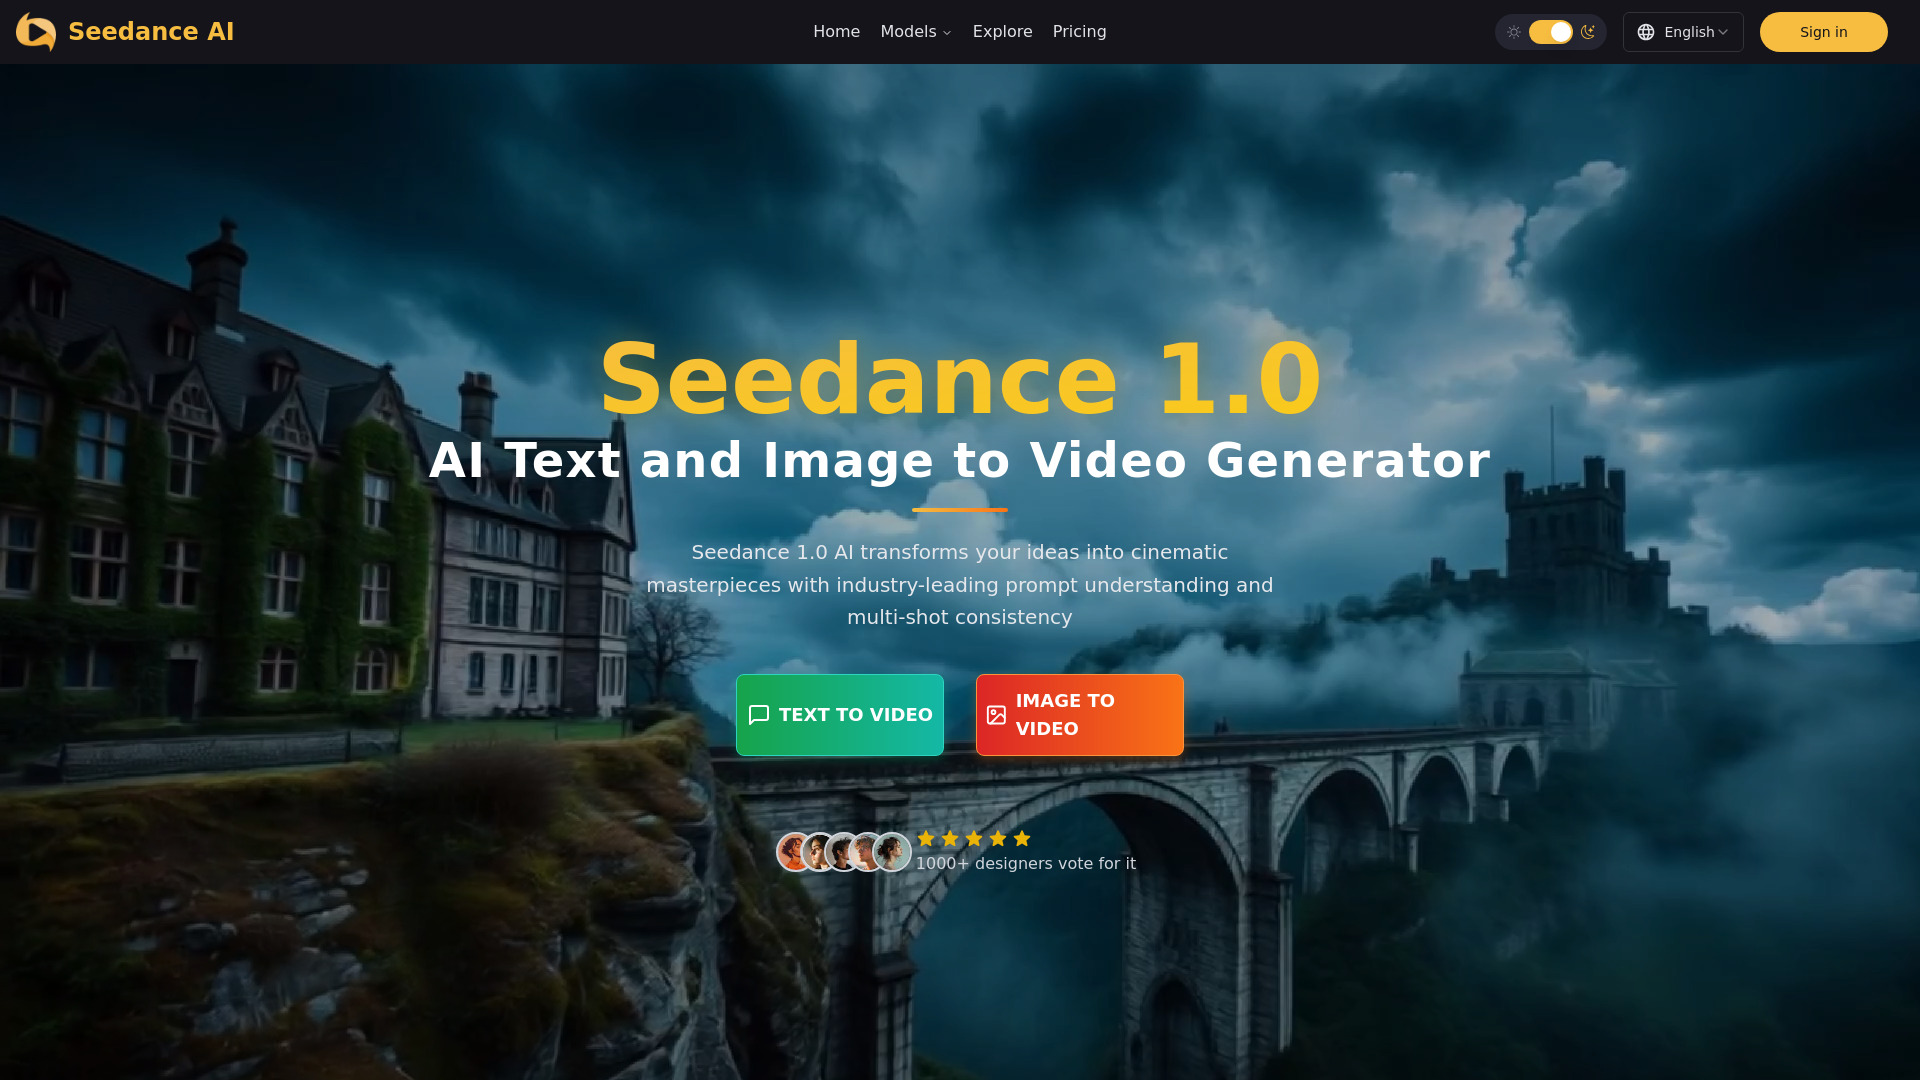 Seedance AI
Home
Models
Explore
Pricing
English
Sign in
Seedance 1.0
AI Text and Image to Video Generator
Seedance 1.0 AI transforms your ideas into cinematic
masterpieces with industry-leading prompt understanding and
multi-shot consistency
TEXT TO VIDEO
IMAGE TO
VIDEO
1000+ designers vote for it